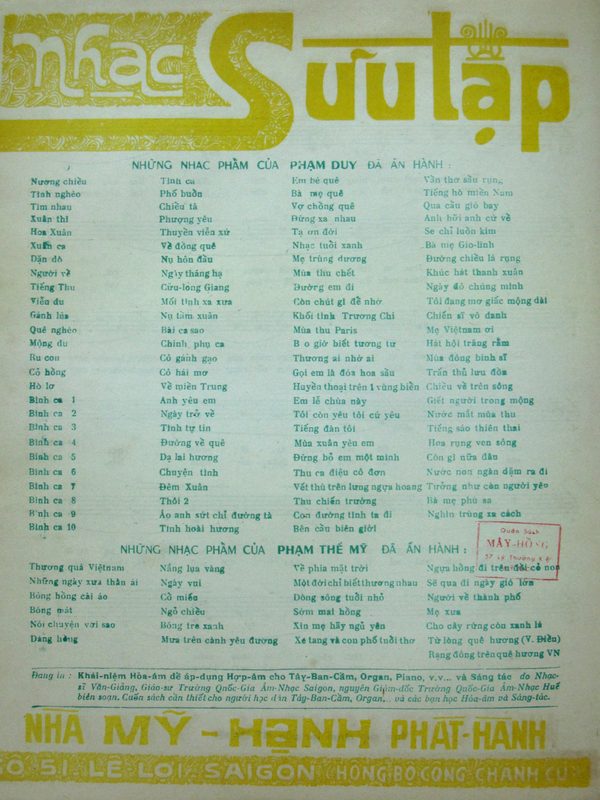 nhạc Sưu tập
NHỮNG NHẠC PHẨM CỦA PHẠM DUY ĐÃ ẤN HÀNH :
Nương chiều Tình ca Em bé quê Vần thơ sầu rụng
Tình nghèo Phố buồn Bà mẹ quê Tiếng hò miền Nam
Tìm nhau Chiều tà Vợ chồng quê Qua cầu gió bay
Xuân thì Phượng yêu Đừng xa nhau Anh hỡi anh cứ về
Hoa Xuân Thuyền viễn xứ Tạ ơn đời Se chỉ luồn kim
Xuân ca Về đồng quê Nhạc tuổi xanh Bà mẹ Gio-linh
Dặn dò Nụ hôn đầu Mẹ trùng dương Đường chiều lá rụng
Người về Ngày tháng hạ Mùa thu chết Khúc hát thanh xuân
Tiếng Thu Cửu-long Giang Đường em đi Ngày đó chúng mình
Viễn du Mối tình xa xưa Còn chút gì để nhớ Tôi đang mơ giấc mộng dài
Gánh lúa Nụ tầm xuân Khối tình Trương Chi Chiến sĩ vô danh
Quê nghèo Bài ca sao Mùa thu Paris Mẹ Việtnam ơi
Mộng du Chinh phụ ca B o giờ biết tương tư Hát hội trăng rằm
Ru con Cô gánh gạo Thương ai nhớ ai Mùa đông binh sĩ
Cỏ hồng Cô hái mơ Gọi em là đóa hoa sầu Trấn thủ lưu đồn
Hò lơ Về miền Trung Huyền thoại trên 1 vùng biển Chiều về trên sông
Bình ca 1 Anh yêu em Em lễ chùa này Giết người trong mộng
Bình ca 2 Ngày trở về Tôi còn yêu tôi cứ yêu Nước mắt mùa thu
Bình ca 3 Tình tự tin Tiếng đàn tôi Tiếng sáo thiên thai
Bình ca 4 Đường về quê Mùa xuân yêu em Hoa rụng ven sông
Bình ca 5 Dạ lai hương Đừng bỏ em một mình Còn gì nữa đâu
Bình ca 6 Chuyện tình Thu ca điệu cô đơn Nước non ngàn dặm ra đi
Bình ca 7 Đêm Xuân Vết thù trên lưng ngựa hoang Tưởng như còn người yêu
Bình ca 8 Thôi 2 Thu chiến trường Bà mẹ phù sa
Bình ca 9 Áo anh sứt chỉ đường tà Con đường tình ta đi Nghìn trùng xa cách
Bình ca 10 Tình hoài hương Bên cầu biên giới
Quán Sách
MÂY-HỒNG
NHỮNG NHẠC PHẨM CỦA PHẠM THẾ MỸ ĐÃ ẤN HÀNH :
Thương quá Việtnam Nắng lụa vàng Về phía mặt trời Ngựa hồng đi trên đồi cỏ non
Những ngày xưa thân ái Ngày vui Một đời chỉ biết thương nhau Sẽ qua đi ngày gió lớn
Bông hồng cài áo Cô miên Dòng sông tuổi nhỏ Người về thành phố
Bóng mát Ngõ chiều Sớm mai hồng Mẹ xưa
Nói chuyện với sao Bóng tre xanh Xin mẹ hãy ngủ yên Cho cây rừng còn xanh lá
Dáng hồng Mưa trên cành yêu đương Xe tang và con phố tuổi thơ Từ lòng quê hương (V. Điền)
Rạng đông trên quê hương VN
Đang in : Khái-niệm Hòa-âm để áp-dụng Hợp-âm cho Tây-Ban-Cầm, Organ, Piano, v.v... và Sáng tác do Nhạc-
sĩ Văn-Giảng, Giáo-sư Trường Quốc-Gia Âm-Nhạc Saigon, nguyên Giám-đốc Trường Quốc-Gia Âm-Nhạc Huế
biên soạn. Cuốn sách cần thiết cho người học đàn Tây-Ban-Cầm, Organ,... và các bạn học Hòa-âm và Sáng-tác.
NHÀ MỸ - HẠNH PHÁT-HÀNH
SỐ 51. LÊ LỢI. SAIGON (HÔNG BỘ CÔNG-CHÁNH CŨ)